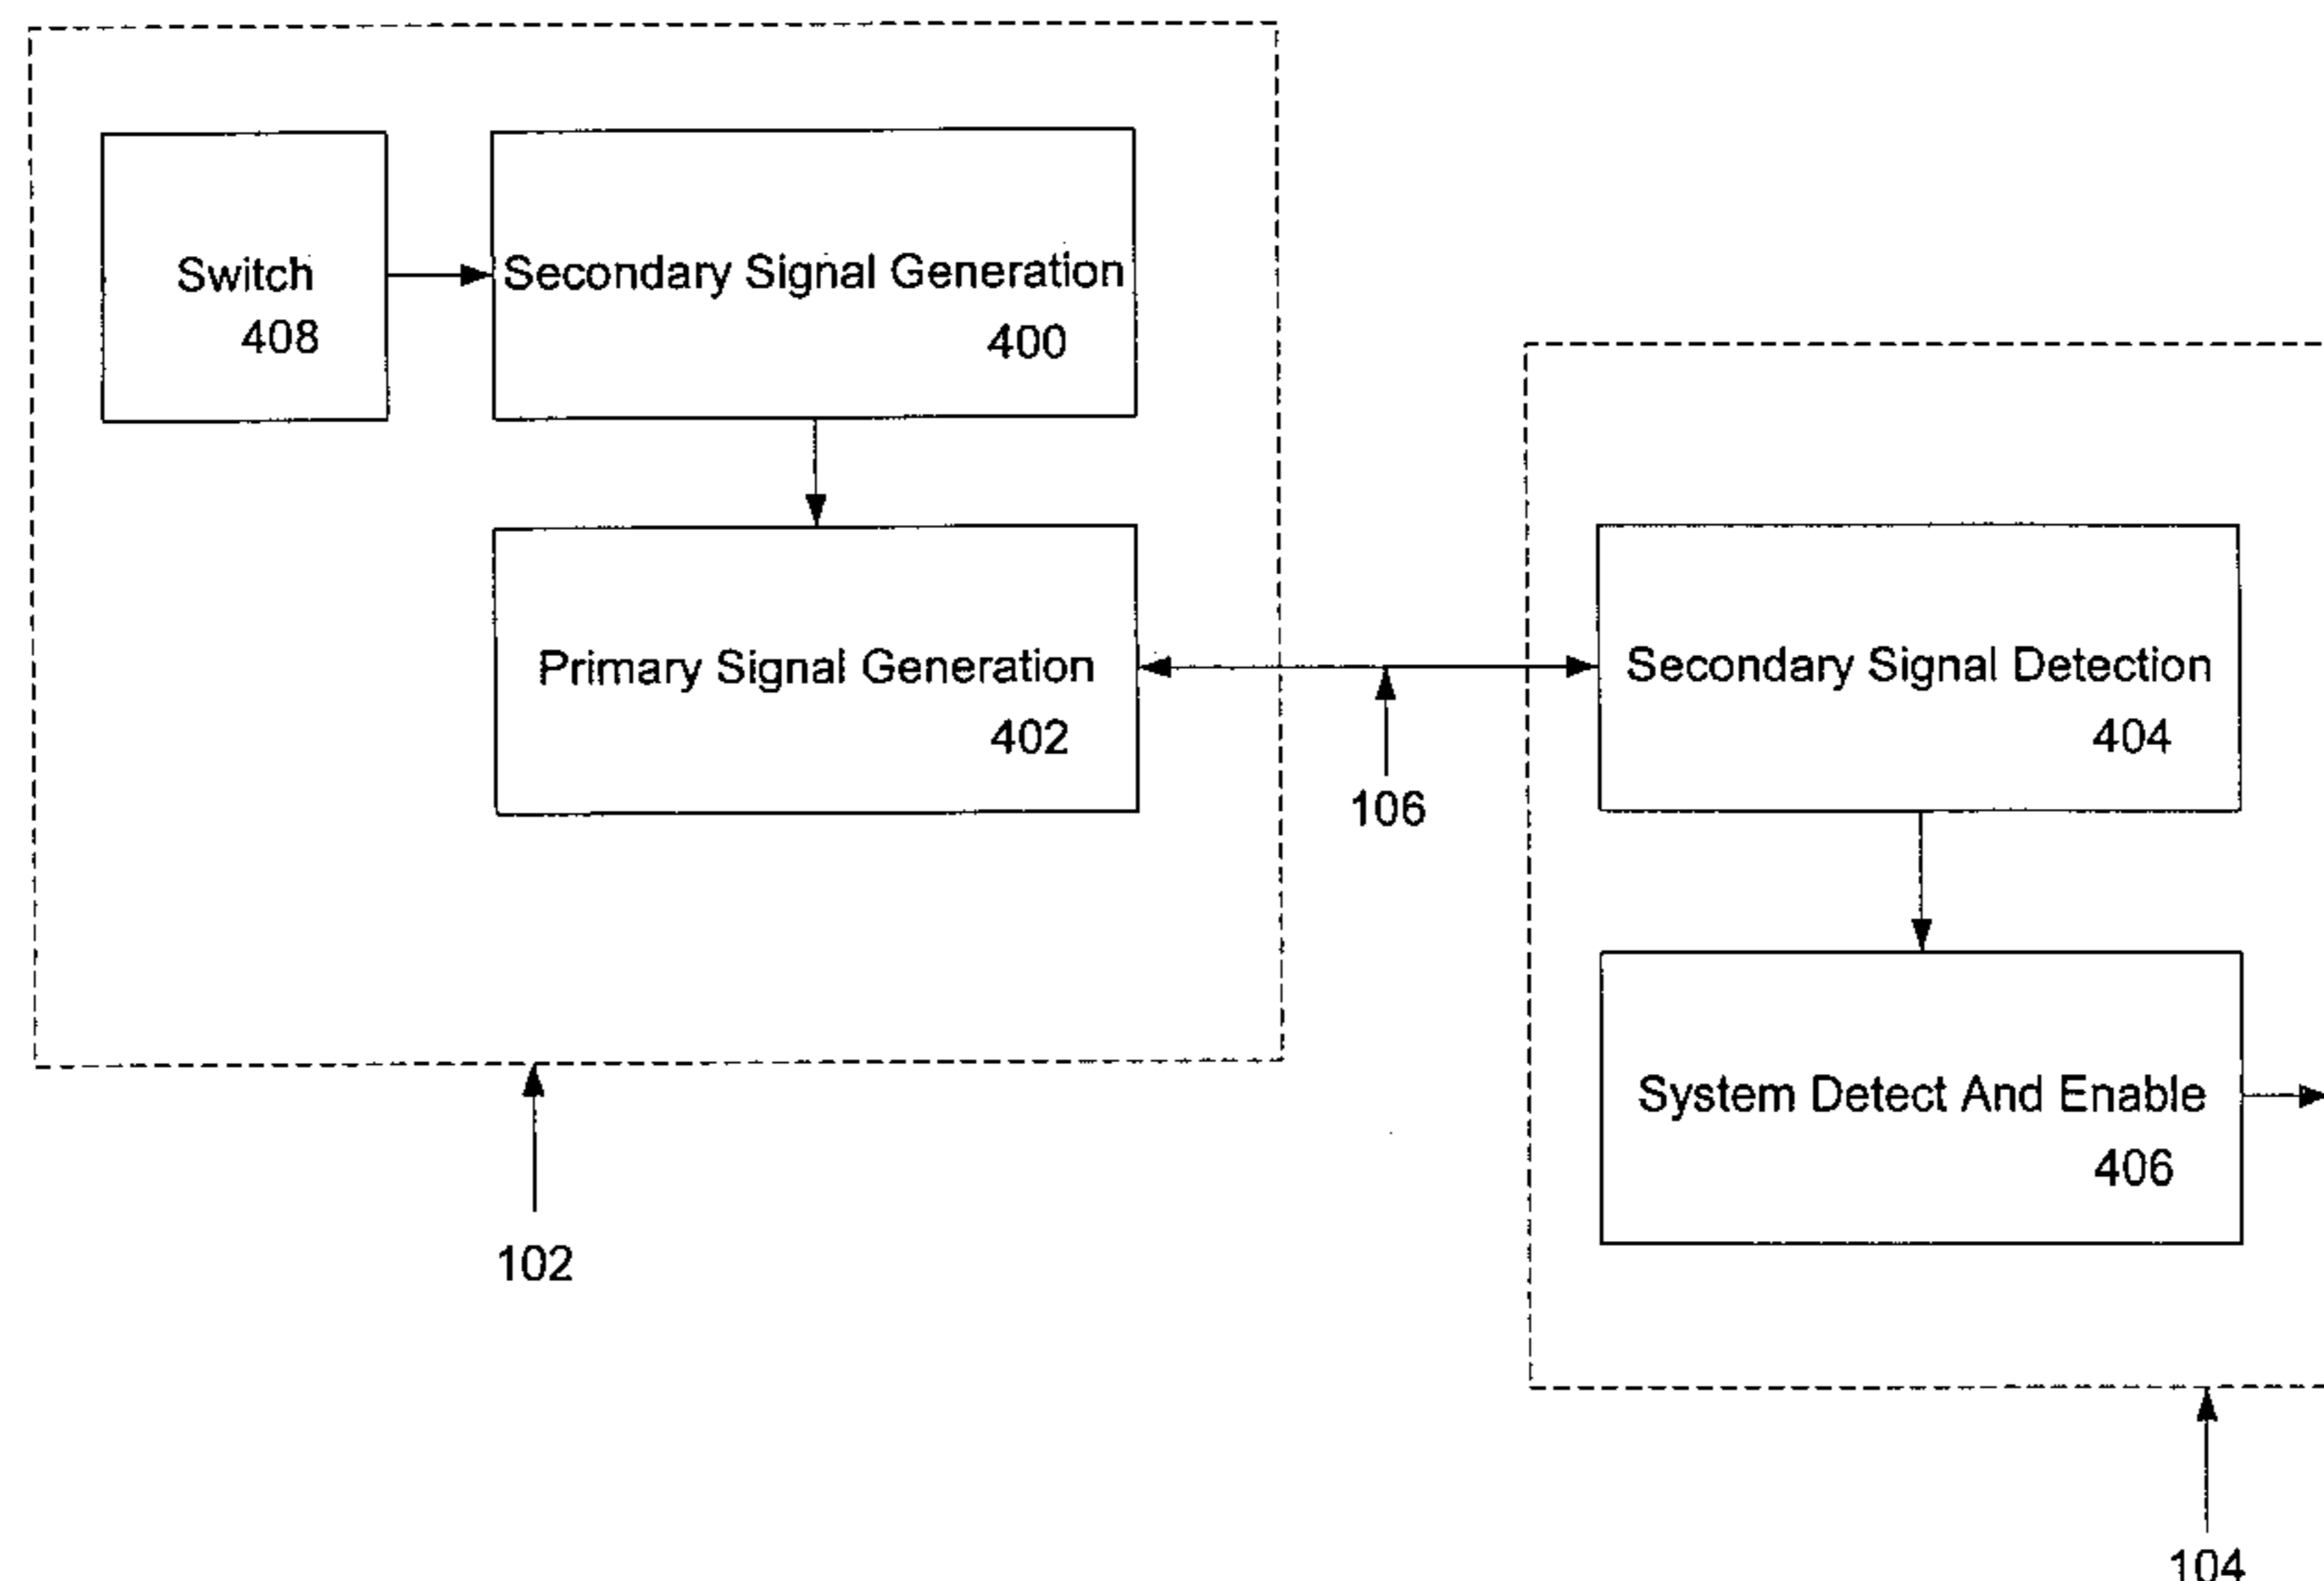 Switch
408
Secondary Signal Generation
400
Primary Signal Generation
402
106
Secondary Signal Detection
404
System Detect And Enable
406
102
104